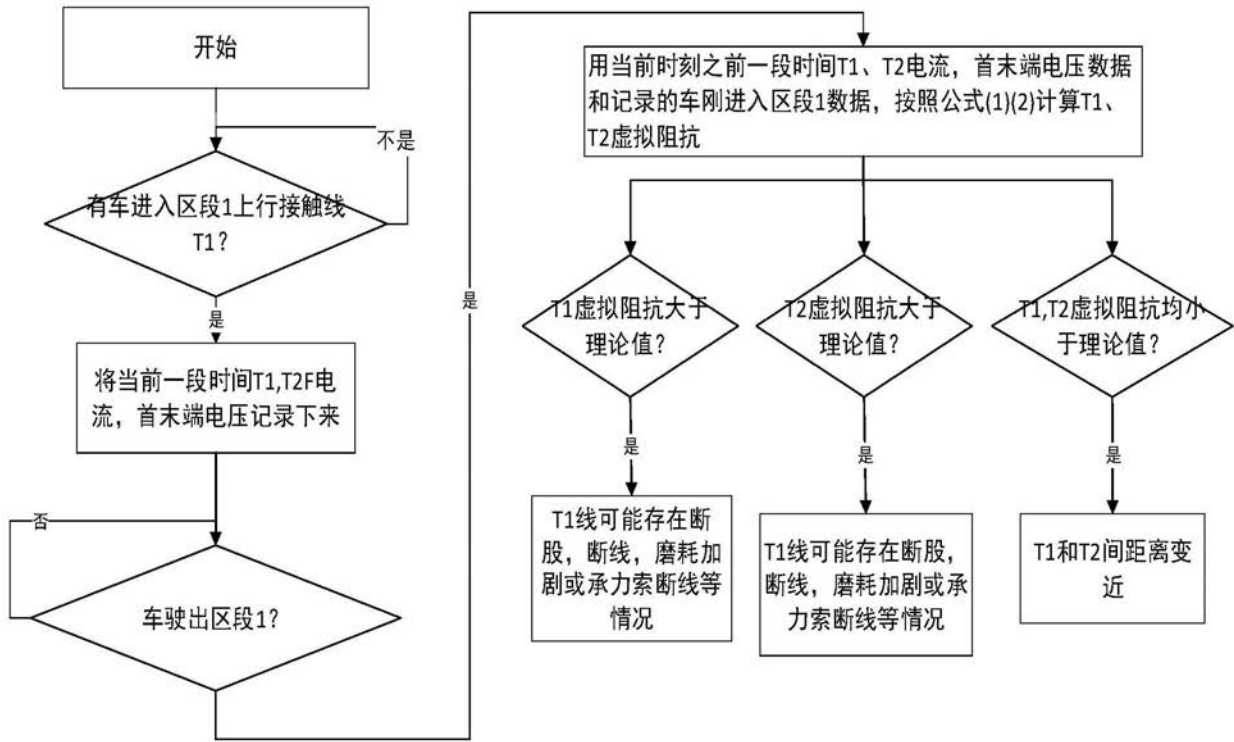 开始
不是
有车进入区段1上行接触线
T1？
是
将当前一段时间T1,T2F电
流，首末端电压记录下来
否
车驶出区段1？
是
用当前时刻之前一段时间T1、T2电流，首末端电压数据
和记录的车刚进入区段1数据，按照公式(1)(2)计算T1、
T2虚拟阻抗
T1虚拟阻抗大于
理论值？
是
T1线可能存在断
股，断线，磨耗加
剧或承力索断线等
情况
T2虚拟阻抗大于
理论值？
是
T1线可能存在断股，
断线，磨耗加剧或承
力索断线等情况
T1,T2虚拟阻抗均小
于理论值？
是
T1和T2间距离变
近